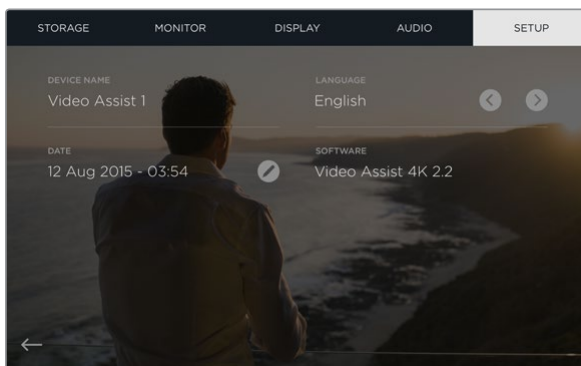 STORAGE MONITOR DISPLAY AUDIO SETUP
DEVICE NAME LANGUAGE
Video Assist 1 English
DATE SOFTWARE
12 Aug 2015 - 03:54 Video Assist 4K 2.2